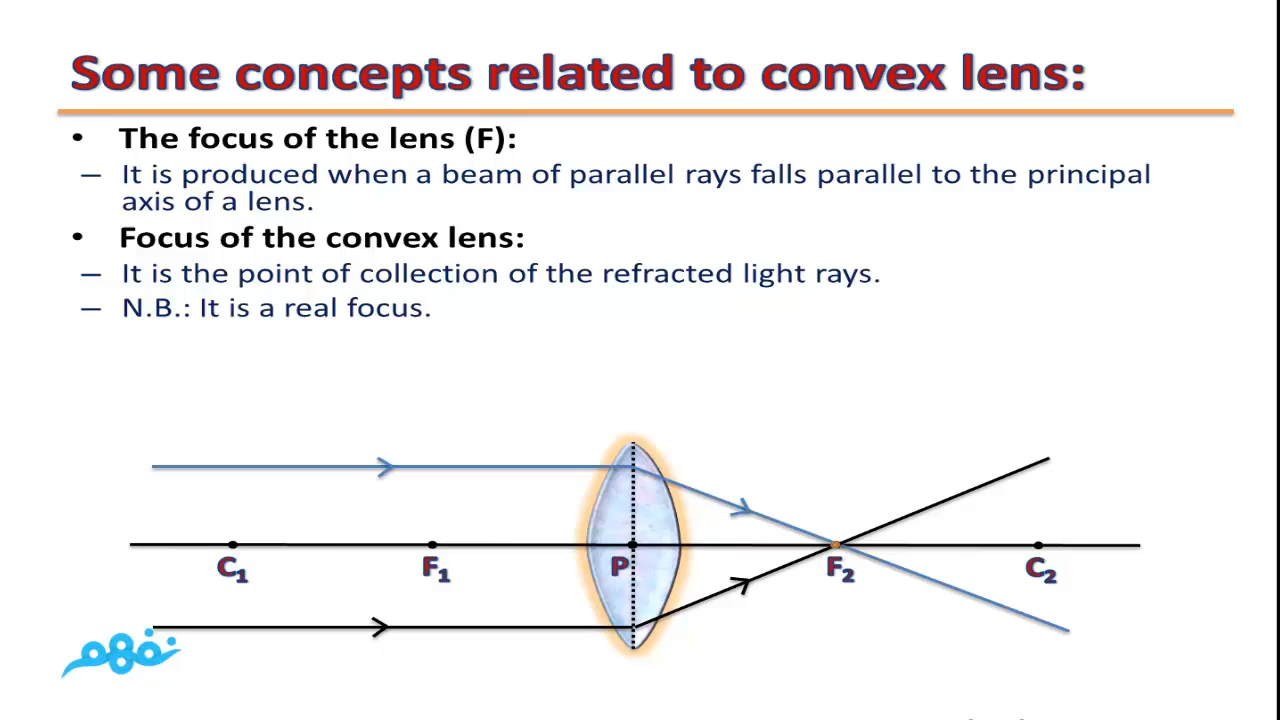 Some concepts related to convex lens:
• The focus of the lens (F):
– It is produced when a beam of parallel rays falls parallel to the principal
axis of a lens.
• Focus of the convex lens:
– It is the point of collection of the refracted light rays.
– N.B.: It is a real focus.
C₁ F₁ P F₂ C₂
نفهم